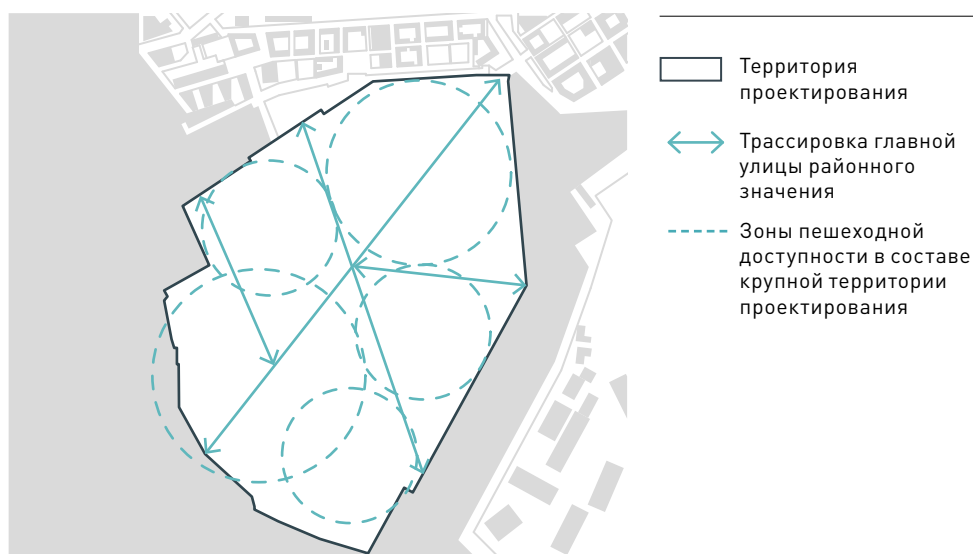 Территория
проектирования
Трассировка главной
улицы районного
значения
Зоны пешеходной
доступности в составе
крупной территории
проектирования